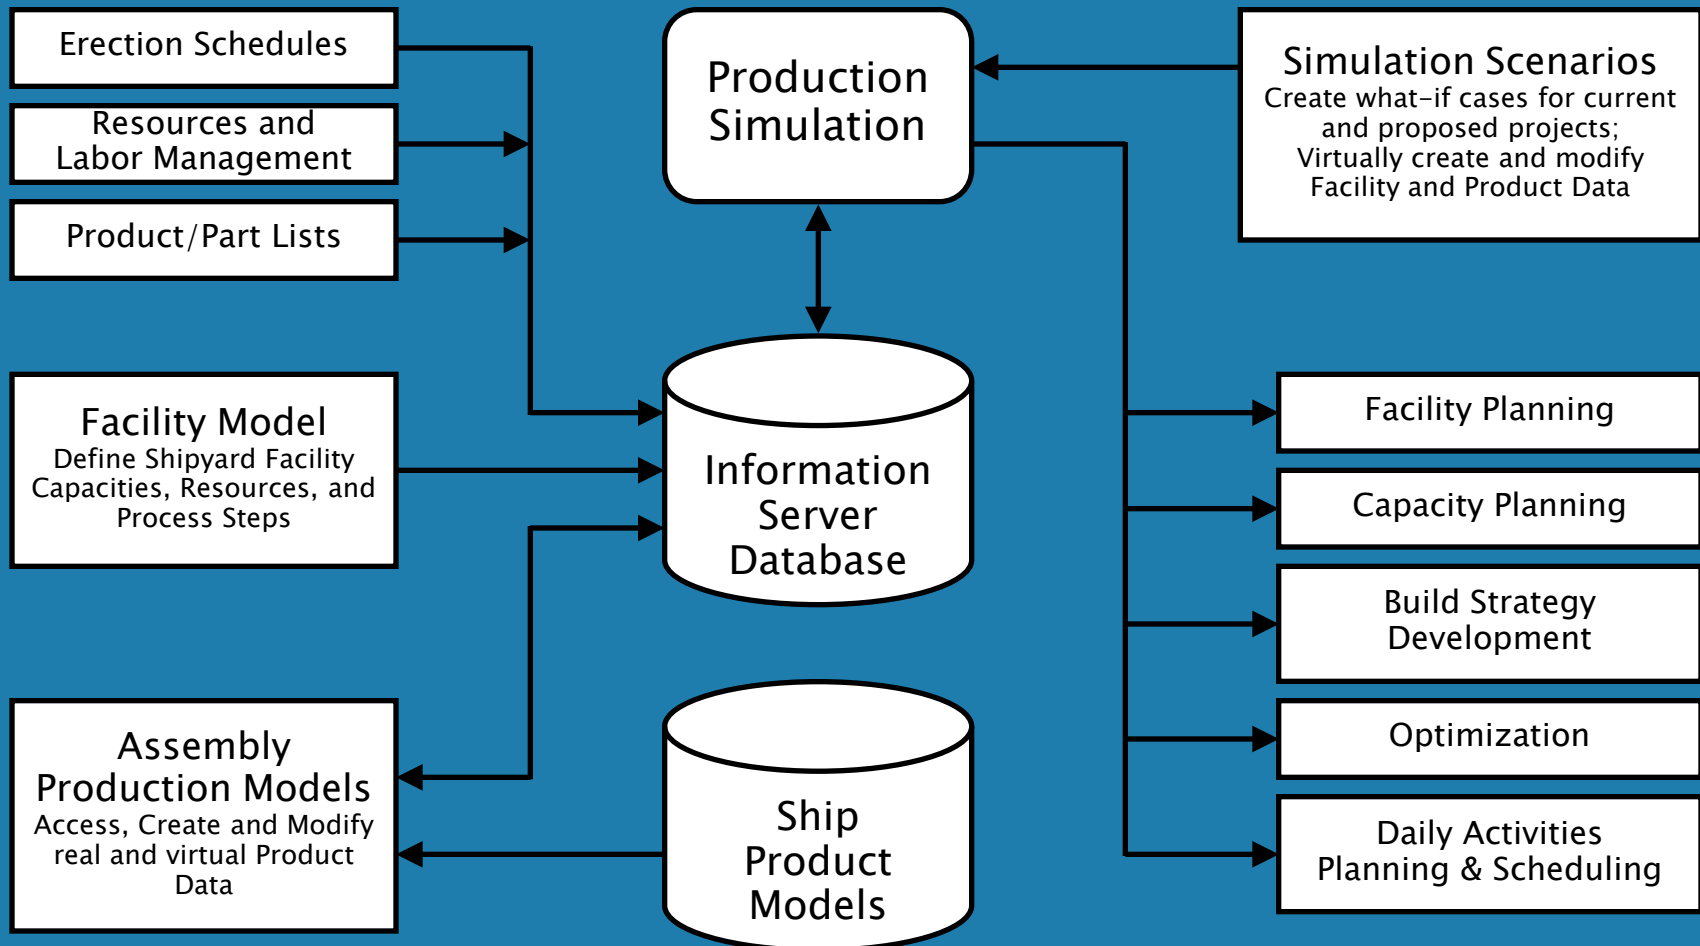 Erection Schedules
Resources and
Labor Management
Product/Part Lists
Production
Simulation
Simulation Scenarios
Create what-if cases for current
and proposed projects;
Virtually create and modify
Facility and Product Data
Facility Model
Define Shipyard Facility
Capacities, Resources, and
Process Steps
Information
Server
Database
Facility Planning
Capacity Planning
Build Strategy
Development
Optimization
Daily Activities
Planning & Scheduling
Assembly
Production Models
Access, Create and Modify
real and virtual Product
Data
Ship
Product
Models